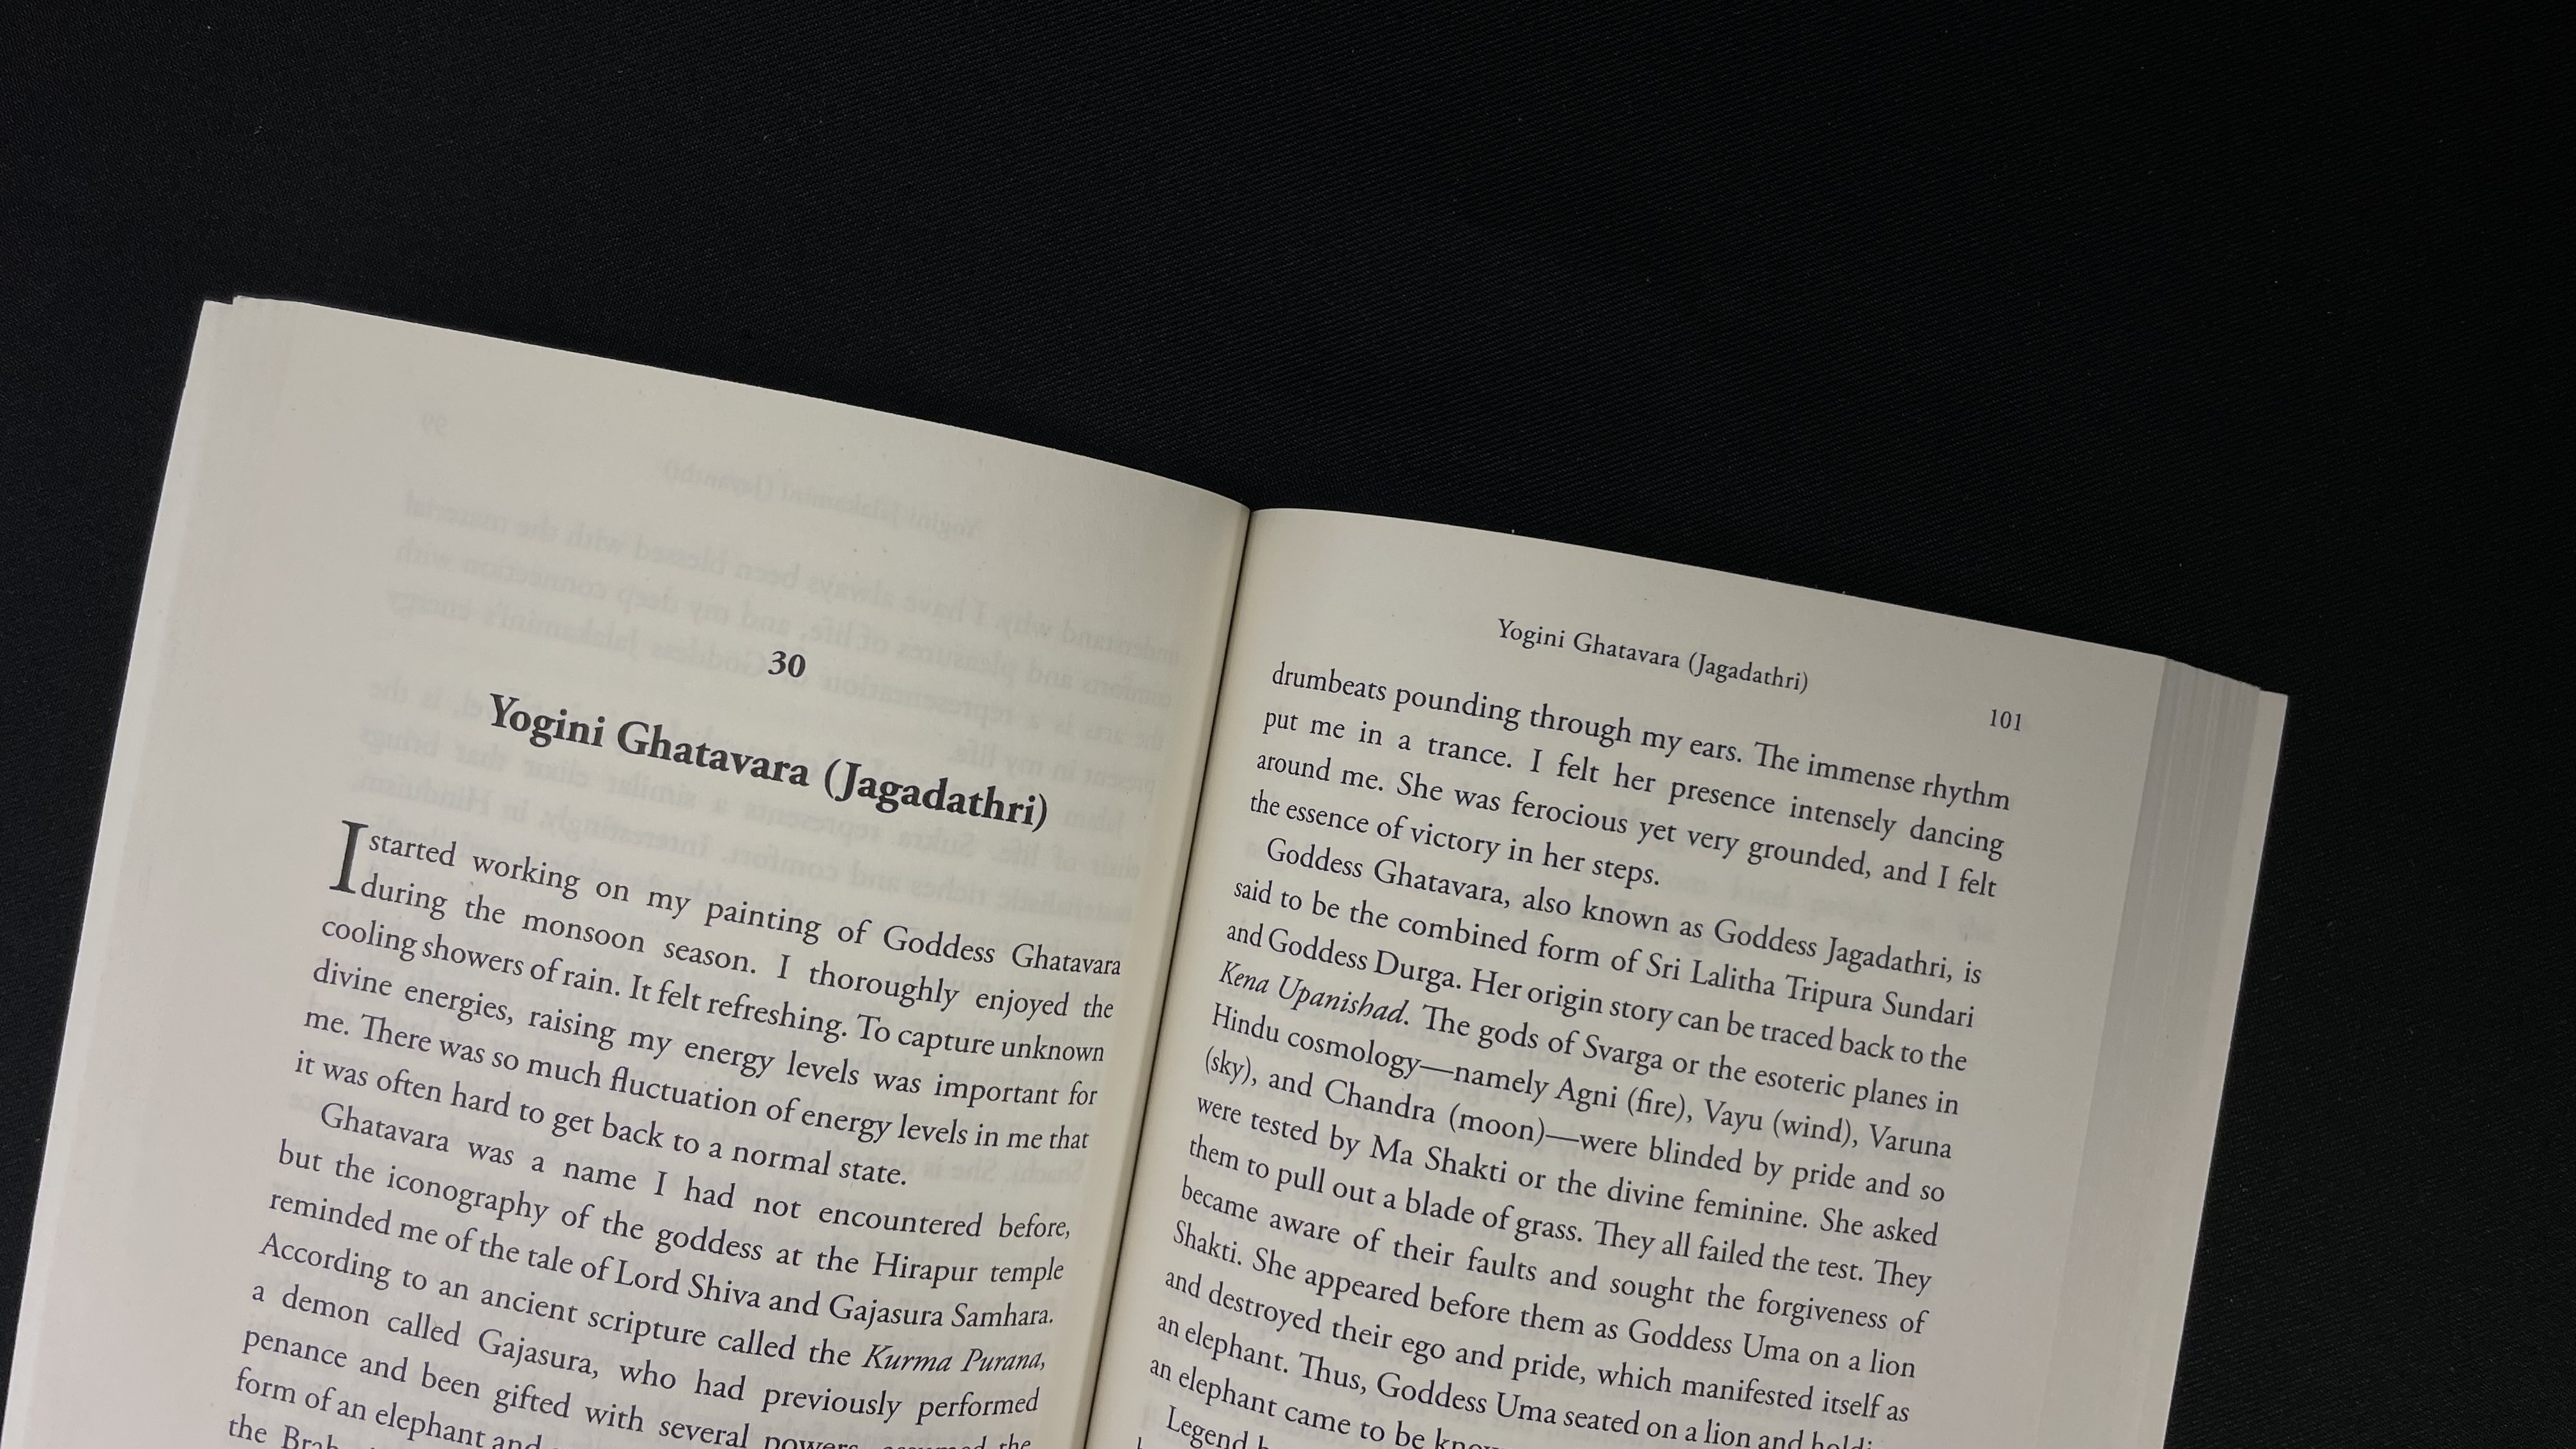 30
Yogini Ghatavara (Jagadathri)
I started working on my painting of Goddess Ghatavara
during the monsoon season. I thoroughly enjoyed the
cooling showers of rain. It felt refreshing. To capture unknown
divine energies, raising my energy levels was important for
me. There was so much fluctuation of energy levels in me that
it was often hard to get back to a normal state.
Ghatavara was a name I had not encountered before,
but the iconography of the goddess at the Hirapur temple
reminded me of the tale of Lord Shiva and Gajasura Samhara.
According to an ancient scripture called the Kurma Purana,
a demon called Gajasura, who had previously performed
penance and been gifted with several powers, assumed the
form of an elephant and
the
Yogini Ghatavara (Jagadathri)
101
drumbeats pounding through my ears. The immense rhythm
put me in a trance. I felt her presence intensely dancing
around me. She was ferocious yet very grounded, and I felt
the essence of victory in her steps.
Goddess Ghatavara, also known as Goddess Jagadathri, is
said to be the combined form of Sri Lalitha Tripura Sundari
and Goddess Durga. Her origin story can be traced back to the
Kena Upanishad. The gods of Svarga or the esoteric planes in
Hindu cosmology—namely Agni (fire), Vayu (wind), Varuna
(sky), and Chandra (moon)—were blinded by pride and so
were tested by Ma Shakti or the divine feminine. She asked
them to pull out a blade of grass. They all failed the test. They
became aware of their faults and sought the forgiveness of
Shakti. She appeared before them as Goddess Uma on a lion
and destroyed their ego and pride, which manifested itself as
an elephant. Thus, Goddess Uma seated on a lion and
an elephant came to be
Legend